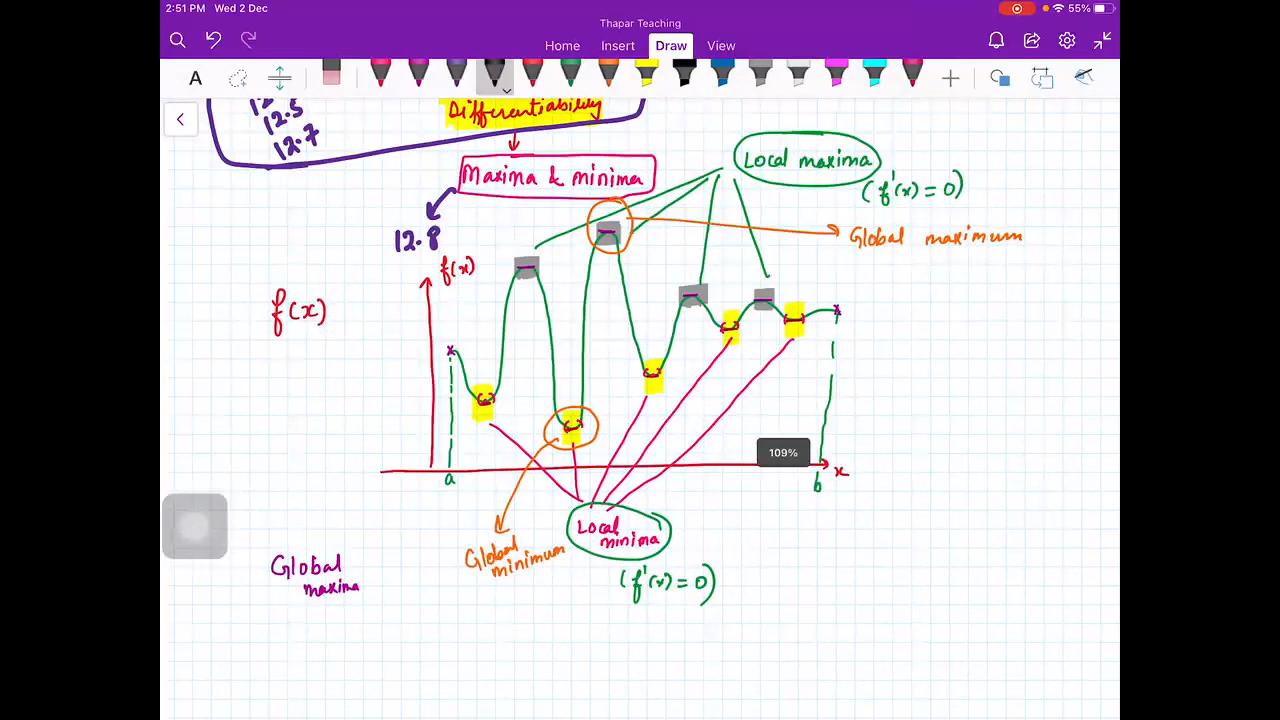 2:51 PM Wed 2 Dec
55%
Thapar Teaching
Home Insert Draw View
A
12.5
12.7
Differentiability
Maxima & minima
Local maxima
(f'(x) = 0)
12.8
Global maximum
f(x)
f(x)
109%
a
b
x
Local
minima
Global
minimum
Global
maxima
(f'(x) = 0)